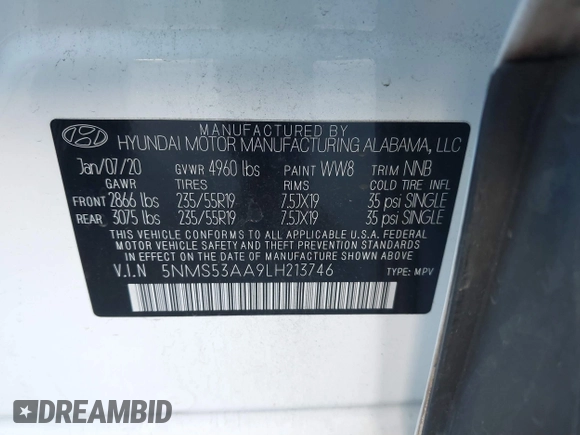 MANUFACTURED BY
HYUNDAI MOTOR MANUFACTURING ALABAMA, LLC
Jan/07/20 GVWR 4960 lbs PAINT WW8 TRIM NNB
GAWR TIRES RIMS COLD TIRE INFL
FRONT 2866 lbs 235/55R19 7.5JX19 35 psi SINGLE
REAR 3075 lbs 235/55R19 7.5JX19 35 psi SINGLE
THIS VEHICLE CONFORMS TO ALL APPLICABLE U.S.A. FEDERAL
MOTOR VEHICLE SAFETY AND THEFT PREVENTION STANDARDS
IN EFFECT ON THE DATE OF MANUFACTURE SHOWN ABOVE.
V.I.N 5NMS53AA9LH213746 TYPE: MPV
DREAMBID